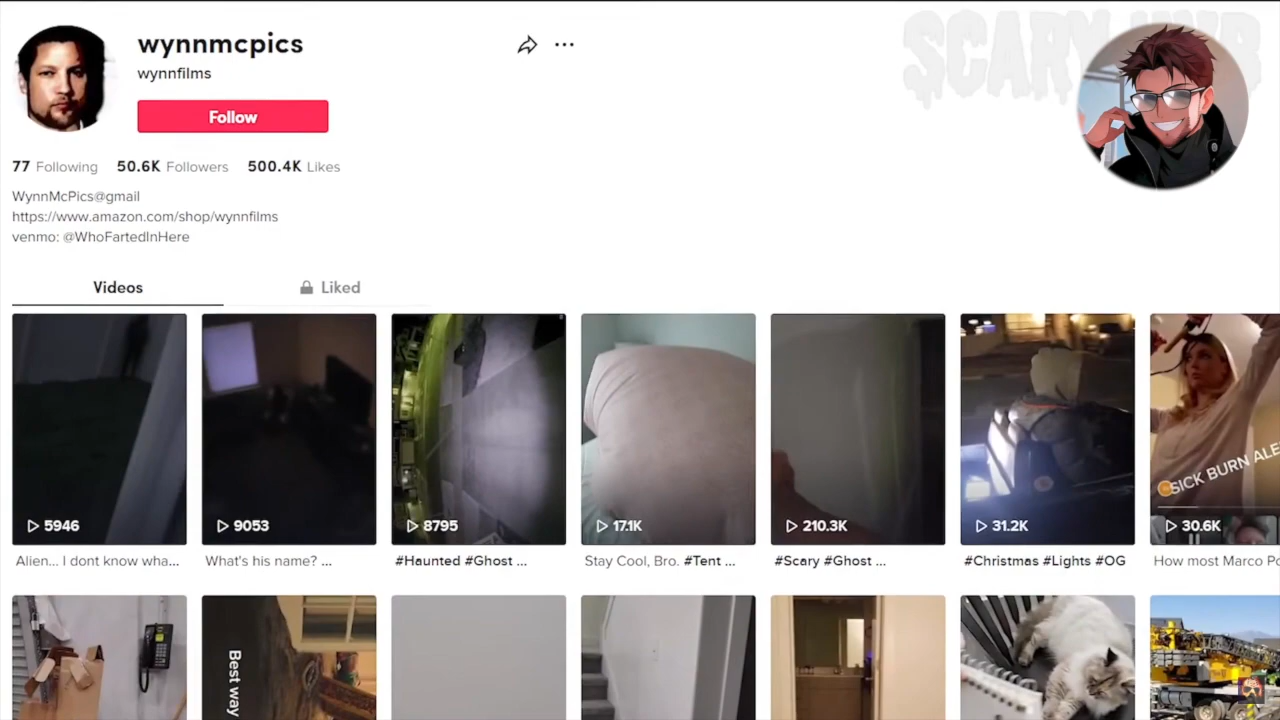 SCARY HUB
wynnmcpics
wynnfilms
Follow
77 Following 50.6K Followers 500.4K Likes
WynnMcPics@gmail
https://www.amazon.com/shop/wynnfilms
venmo: @WhoFartedInHere
Videos Liked
SICK BURN ALE
5946 9053 8795 17.1K 210.3K 31.2K 30.6K
Alien... I dont know wha... What's his name? ... #Haunted #Ghost ... Stay Cool, Bro. #Tent ... #Scary #Ghost ... #Christmas #Lights #OG How most Marco Po
Best way